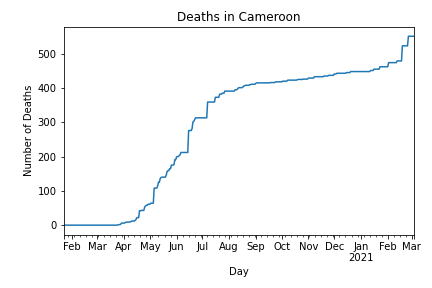 Deaths in Cameroon
Number of Deaths
500
400
300
200
100
0
Feb Mar Apr May Jun Jul Aug Sep Oct Nov Dec Jan Feb Mar
2021
Day